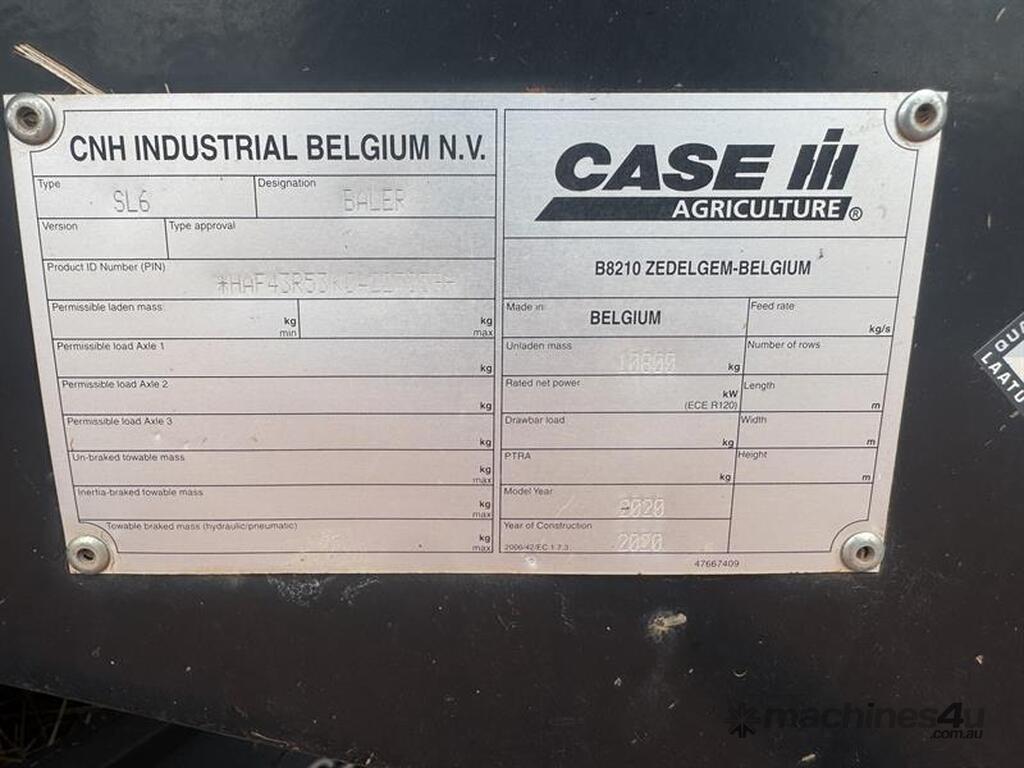 CNH INDUSTRIAL BELGIUM N.V.
Type
SL6
Designation
BALER
Version
Type approval
Product ID Number (PIN)
Permissible laden mass
kg
min
kg
max
Permissible load Axle 1
kg
Permissible load Axle 2
kg
Permissible load Axle 3
kg
Un-braked towable mass
kg
max
Inertia-braked towable mass
kg
max
Towable braked mass (hydraulic/pneumatic)
kg
max
CASE IH
AGRICULTURE ®
B8210 ZEDELGEM-BELGIUM
Made in:
BELGIUM
Feed rate
kg/s
Unladen mass
10800
kg
Number of rows
Rated net power
kW
(ECE R120)
Length
m
Drawbar load
kg
Width
m
PTRA
kg
Height
m
Model Year
2020
Year of Construction
2020
2006/42/EC 1.7.3
47667409
machines4u
.com.au